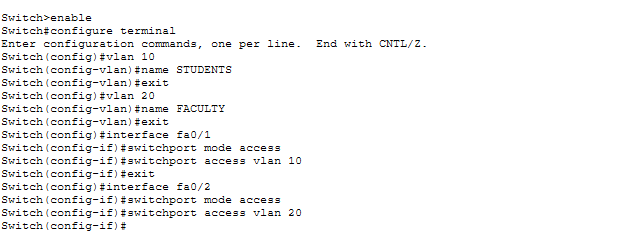 Switch>enable
Switch#configure terminal
Enter configuration commands, one per line.  End with CNTL/Z.
Switch(config)#vlan 10
Switch(config-vlan)#name STUDENTS
Switch(config-vlan)#exit
Switch(config)#vlan 20
Switch(config-vlan)#name FACULTY
Switch(config-vlan)#exit
Switch(config)#interface fa0/1
Switch(config-if)#switchport mode access
Switch(config-if)#switchport access vlan 10
Switch(config-if)#exit
Switch(config)#interface fa0/2
Switch(config-if)#switchport mode access
Switch(config-if)#switchport access vlan 20
Switch(config-if)#